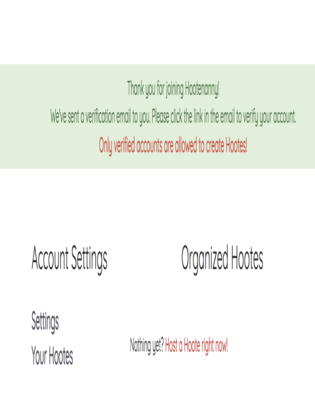 Thank you for joining Hootenanny!
We've sent a verification email to you. Please click the link in the email to verify your account.
Only verified accounts are allowed to create Hootes!
Account Settings
Organized Hootes
Settings
Your Hootes
Nothing yet? Host a Hoote right now!